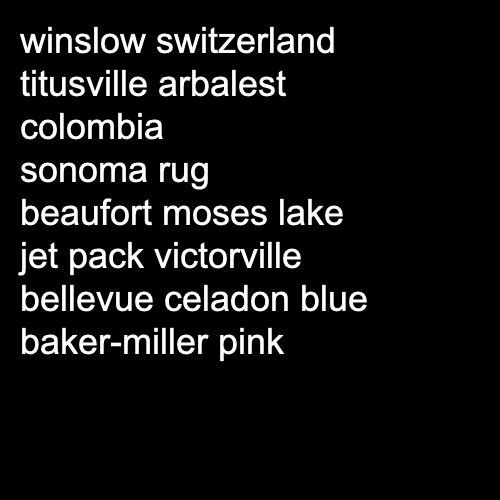 winslow switzerland
titusville arbalest
colombia
sonoma rug
beaufort moses lake
jet pack victorville
bellevue celadon blue
baker-miller pink